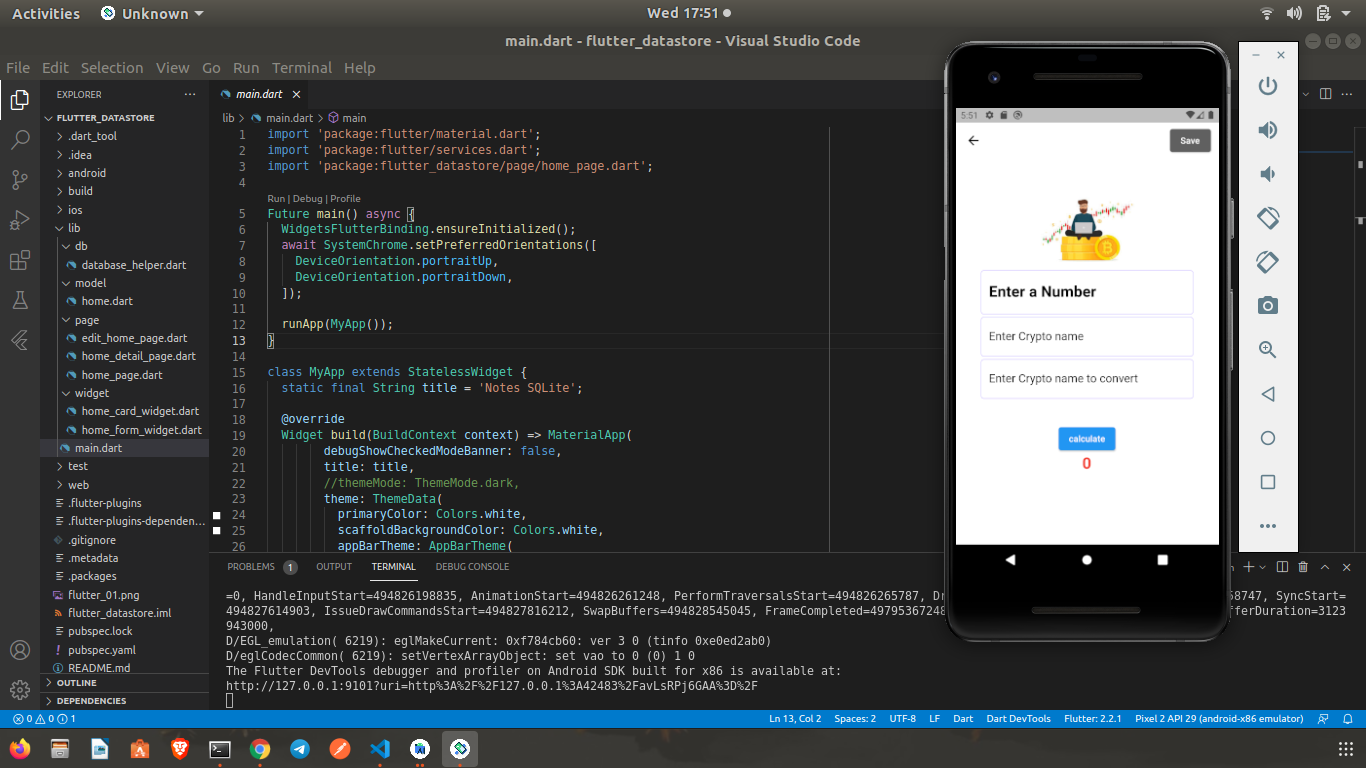 Activities
Unknown
Wed 17:51
main.dart - flutter_datastore - Visual Studio Code
File Edit Selection View Go Run Terminal Help
EXPLORER
FLUTTER_DATASTORE
.dart_tool
.idea
android
build
ios
lib
db
database_helper.dart
model
home.dart
page
edit_home_page.dart
home_detail_page.dart
home_page.dart
widget
home_card_widget.dart
home_form_widget.dart
main.dart
test
web
.flutter-plugins
.flutter-plugins-dependen...
.gitignore
.metadata
.packages
flutter_01.png
flutter_datastore.iml
pubspec.lock
pubspec.yaml
README.md
OUTLINE
DEPENDENCIES
main.dart
lib > main.dart > main
1 import 'package:flutter/material.dart';
2 import 'package:flutter/services.dart';
3 import 'package:flutter_datastore/page/home_page.dart';
4
Run | Debug | Profile
5 Future main() async {
6 WidgetsFlutterBinding.ensureInitialized();
7 await SystemChrome.setPreferredOrientations([
8 DeviceOrientation.portraitUp,
9 DeviceOrientation.portraitDown,
10 ]);
11
12 runApp(MyApp());
13 }
14
15 class MyApp extends StatelessWidget {
16 static final String title = 'Notes SQLite';
17
18 @override
19 Widget build(BuildContext context) => MaterialApp(
20 debugShowCheckedModeBanner: false,
21 title: title,
22 //themeMode: ThemeMode.dark,
23 theme: ThemeData(
24 primaryColor: Colors.white,
25 scaffoldBackgroundColor: Colors.white,
26 appBarTheme: AppBarTheme(
5:51
Save
Enter a Number
Enter Crypto name
Enter Crypto name to convert
calculate
0
PROBLEMS 1 OUTPUT TERMINAL DEBUG CONSOLE
=0, HandleInputStart=494826198835, AnimationStart=494826261248, PerformTraversalsStart=494826265787, Dr 58747, SyncStart=
494827614903, IssueDrawCommandsStart=494827816212, SwapBuffers=494828545045, FrameCompleted=49795367248 fferDuration=3123
943000,
D/EGL_emulation( 6219): eglMakeCurrent: 0xf784cb60: ver 3 0 (tinfo 0xe0ed2ab0)
D/eglCodecCommon( 6219): setVertexArrayObject: set vao to 0 (0) 1 0
The Flutter DevTools debugger and profiler on Android SDK built for x86 is available at:
http://127.0.0.1:9101?uri=http%3A%2F%2F127.0.0.1%3A42483%2FavLsRPj6GAA%3D%2F
0 0 1 Ln 13, Col 2 Spaces: 2 UTF-8 LF Dart Dart DevTools Flutter: 2.2.1 Pixel 2 API 29 (android-x86 emulator)